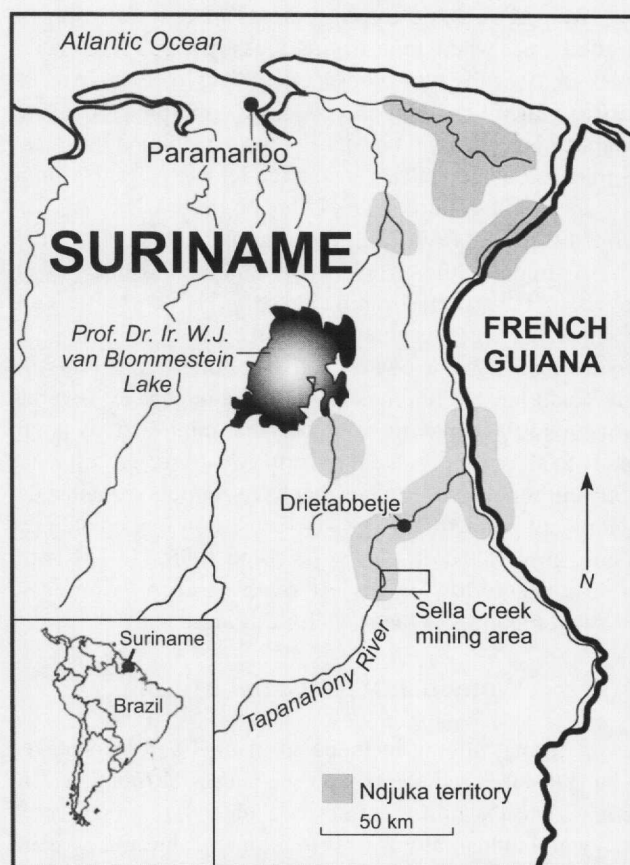 Atlantic Ocean
Paramaribo
SURINAME
Prof. Dr. Ir. W.J.
van Blommestein
Lake
FRENCH
GUIANA
Drietabbetje
N
Sella Creek
mining area
Tapanahony River
Suriname
Brazil
Ndjuka territory
50 km